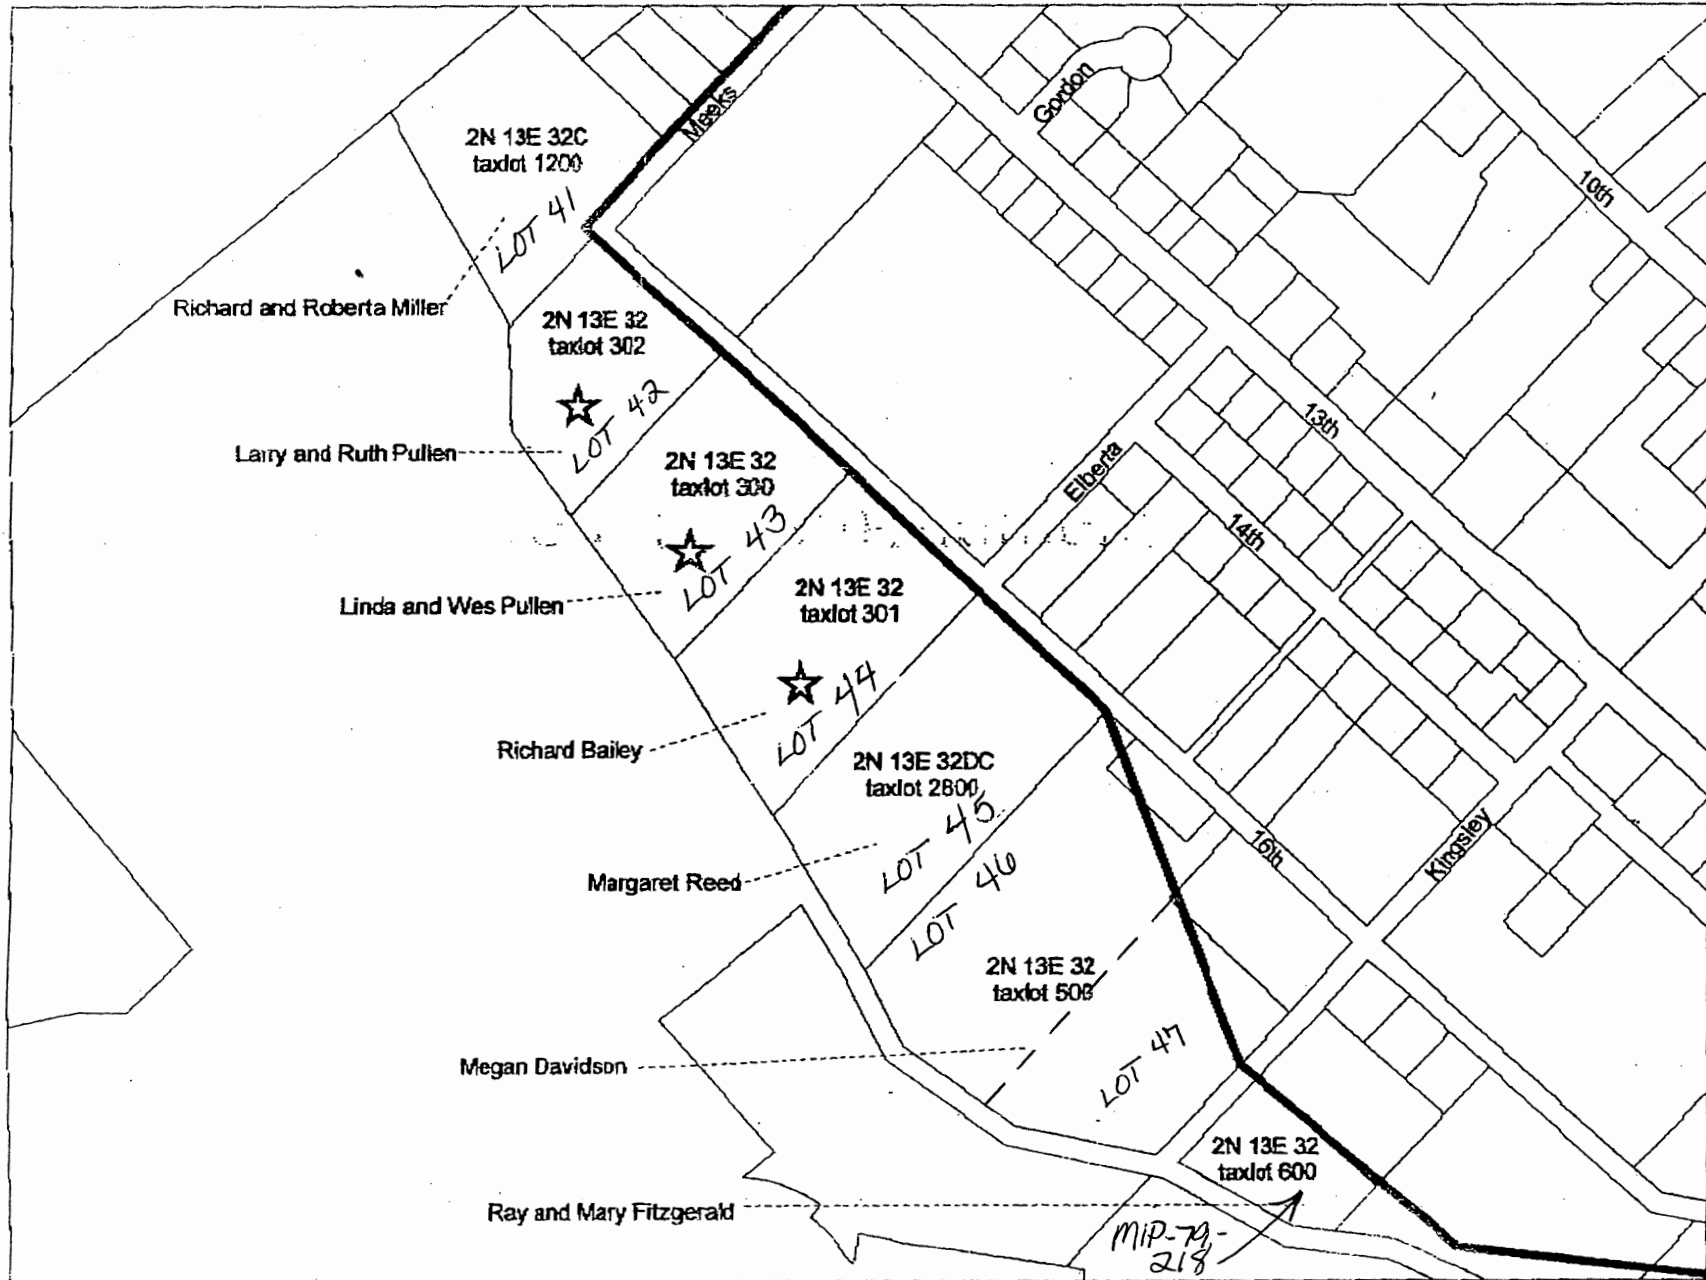 Gordon
Meeks
2N 13E 32C
taxlot 1200
LOT 41
10th
Richard and Roberta Miller
2N 13E 32
taxlot 302
LOT 42
13th
Larry and Ruth Pullen
2N 13E 32
taxlot 300
Elberta
LOT 43
14th
Linda and Wes Pullen
2N 13E 32
taxlot 301
LOT 44
Richard Bailey
2N 13E 32DC
taxlot 2800
LOT 45
16th
Kingsley
Margaret Reed
LOT 46
2N 13E 32
taxlot 500
Megan Davidson
LOT 47
2N 13E 32
taxlot 600
Ray and Mary Fitzgerald
MIP-79-
218